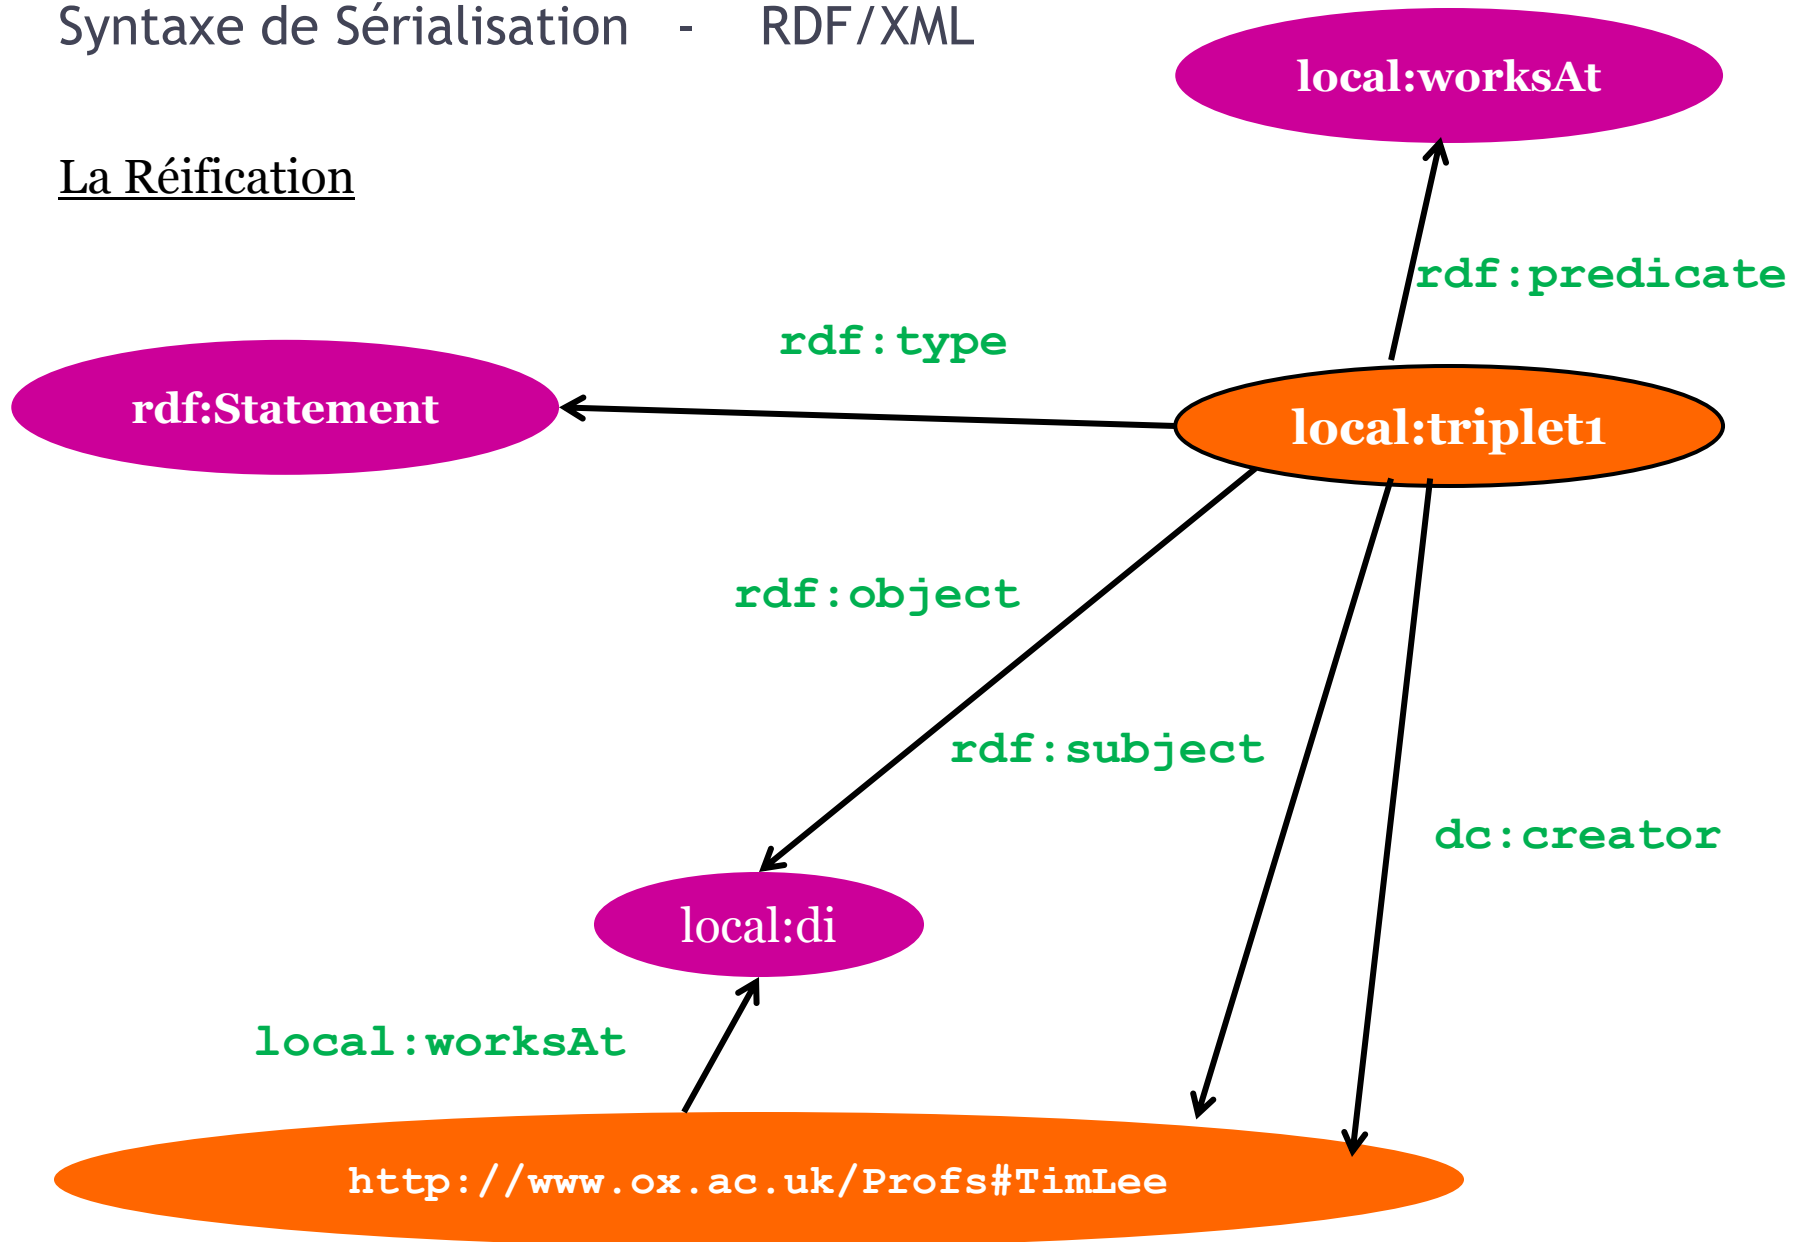 Syntaxe de Sérialisation - RDF/XML
local:worksAt
La Réification
rdf:predicate
rdf:type
rdf:Statement
local:triplet1
rdf:object
rdf:subject
dc:creator
local:di
local:worksAt
http://www.ox.ac.uk/Profs#TimLee